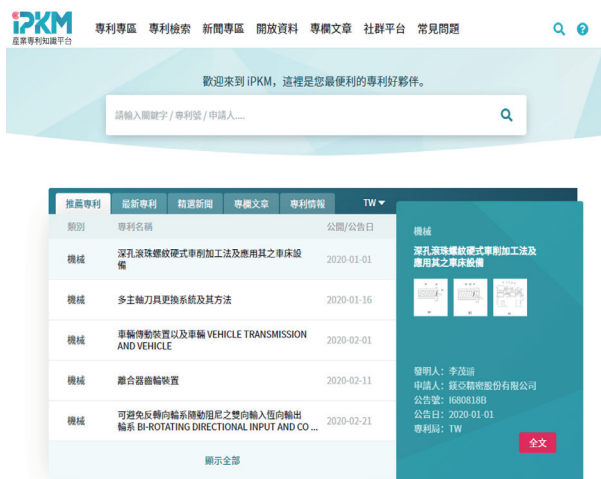 iPKM
產業專利知識平台
專利專區 專利檢索 新聞專區 開放資料 專欄文章 社群平台 常見問題
歡迎來到 iPKM，這裡是您最便利的專利好夥伴。
請輸入關鍵字 / 專利號 / 申請人....
推薦專利 最新專利 精選新聞 專欄文章 專利情報 TW
類別 專利名稱 公開/公告日
機械 深孔滾珠螺紋硬式車削加工法及應用其之車床設
備 2020-01-01
機械 多主軸刀具更換系統及其方法 2020-01-16
機械 車輛傳動裝置以及車輛 VEHICLE TRANSMISSION
AND VEHICLE 2020-02-01
機械 離合器齒輪裝置 2020-02-11
機械 可避免反轉向輪系隨動阻尼之雙向輸入恆向輸出
輪系 BI-ROTATING DIRECTIONAL INPUT AND CO ... 2020-02-21
顯示全部
機械
深孔滾珠螺紋硬式車削加工法及
應用其之車床設備
發明人：李茂
申請人：鎂亞精密股份有限公司
公告號：I680818B
公告日：2020-01-01
專利局：TW
全文